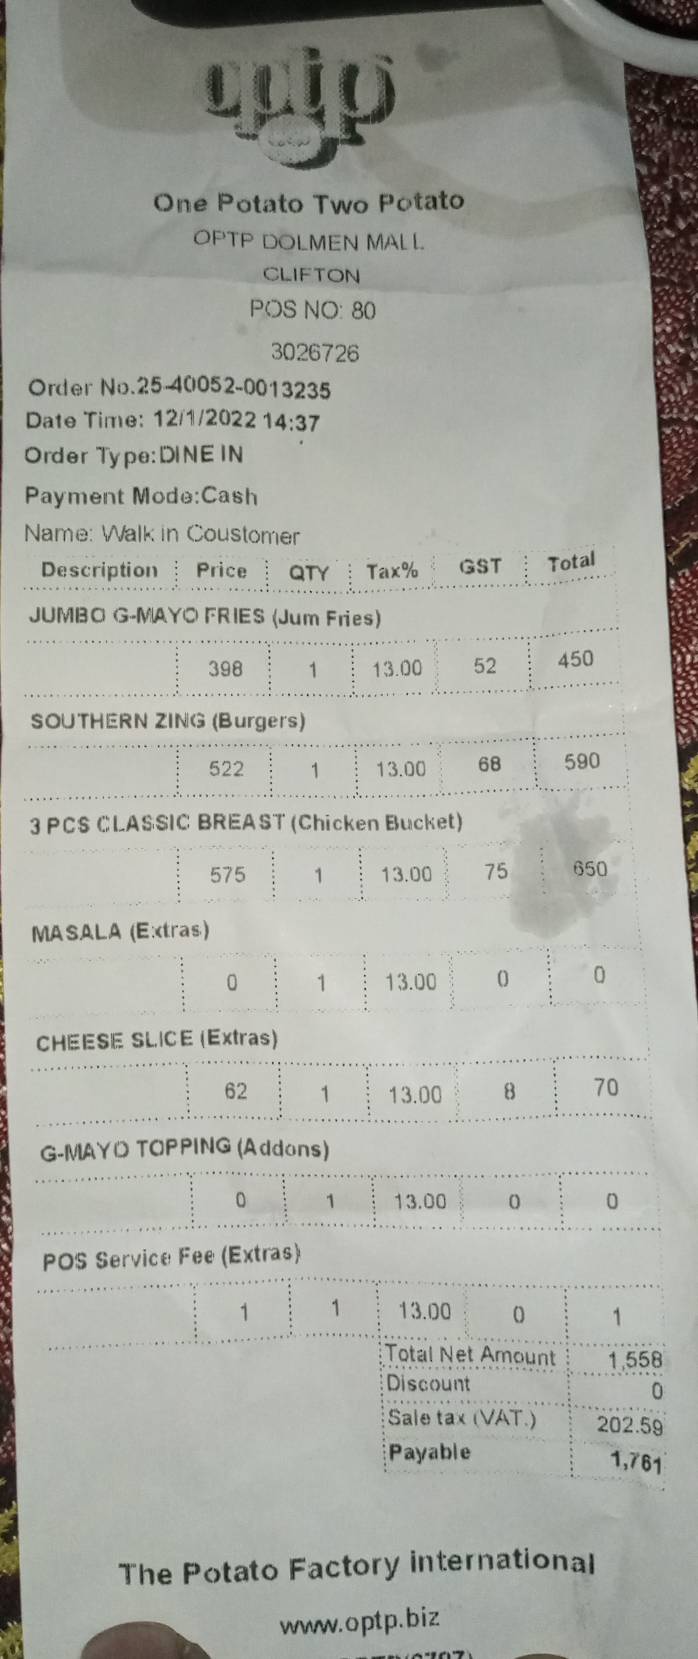 optp
One Potato Two Potato
OPTP DOLMEN MALL
CLIFTON
POS NO: 80
3026726
Order No.25-40052-0013235
Date Time: 12/1/2022 14:37
Order Type:DINE IN
Payment Mode:Cash
Name: Walk in Coustomer
Description Price QTY Tax% GST Total
JUMBO G-MAYO FRIES (Jum Fries)
398 1 13.00 52 450
SOUTHERN ZING (Burgers)
522 1 13.00 68 590
3 PCS CLASSIC BREAST (Chicken Bucket)
575 1 13.00 75 650
MASALA (Extras)
0 1 13.00 0 0
CHEESE SLICE (Extras)
62 1 13.00 8 70
G-MAYO TOPPING (Addons)
0 1 13.00 0 0
POS Service Fee (Extras)
1 1 13.00 0 1
Total Net Amount 1,558
Discount 0
Sale tax (VAT.) 202.59
Payable 1,761
The Potato Factory international
www.optp.biz